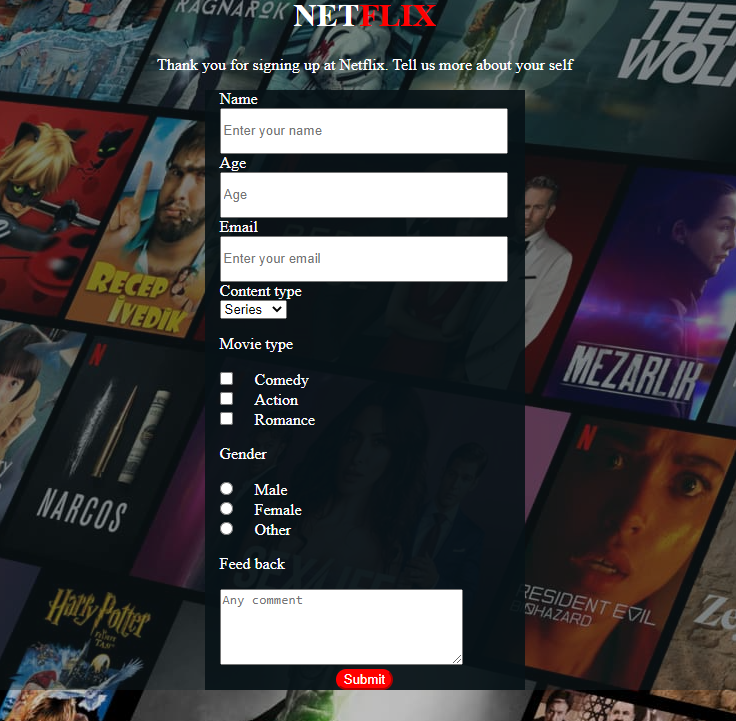 RAGNAROK
NETFLIX
TEEN
WOLF
Thank you for signing up at Netflix. Tell us more about your self
Name
Enter your name
Age
Age
Email
Enter your email
RECEP
İVEDİK
Content type
Series
Movie type
MEZARLIK
N
Comedy
Action
Romance
N
Gender
NARCOS
Male
Female
Other
Feed back
Any comment
Harry Potter
RESIDENT EVIL
BIOHAZARD
Submit